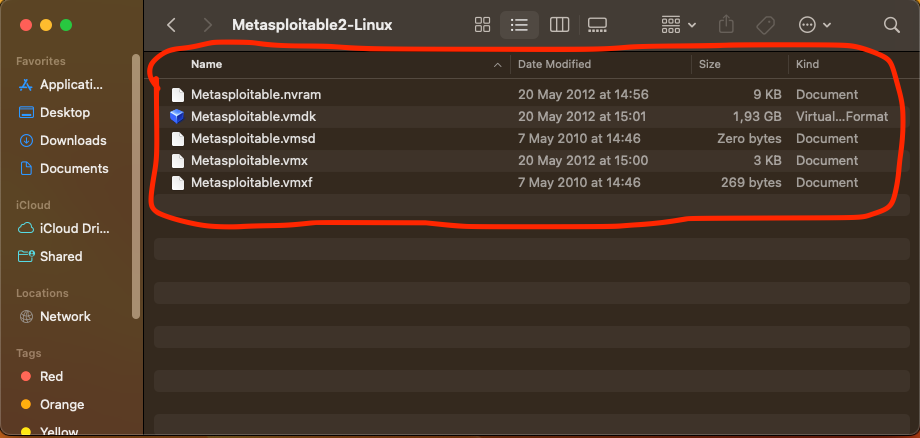 Metasploitable2-Linux
Favorites
Applicati...
Desktop
Downloads
Documents
iCloud
iCloud Dri...
Shared
Locations
Network
Tags
Red
Orange
Yellow
Name Date Modified Size Kind
Metasploitable.nvram 20 May 2012 at 14:56 9 KB Document
Metasploitable.vmdk 20 May 2012 at 15:01 1,93 GB Virtual...Format
Metasploitable.vmsd 7 May 2010 at 14:46 Zero bytes Document
Metasploitable.vmx 20 May 2012 at 15:00 3 KB Document
Metasploitable.vmxf 7 May 2010 at 14:46 269 bytes Document